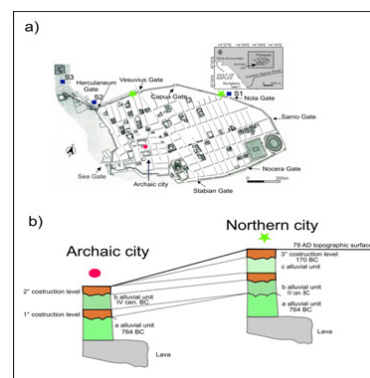 a)
S3
Herculaneum
Gate
S2
Vesuvius Gate
Capua Gate
S1
Nola Gate
Sarno Gate
Sea Gate
Archaic city
Stabian Gate
Nocera Gate
0 200m
b)
Archaic city
Northern city
79 AD topographic surface
3° costruction level
170 BC
c alluvial unit
2° costruction level
b alluvial unit
IV cen. BC
b alluvial unit
IV cen. BC
1° costruction level
a alluvial unit
764 BC
a alluvial unit
764 BC
Lava
Lava